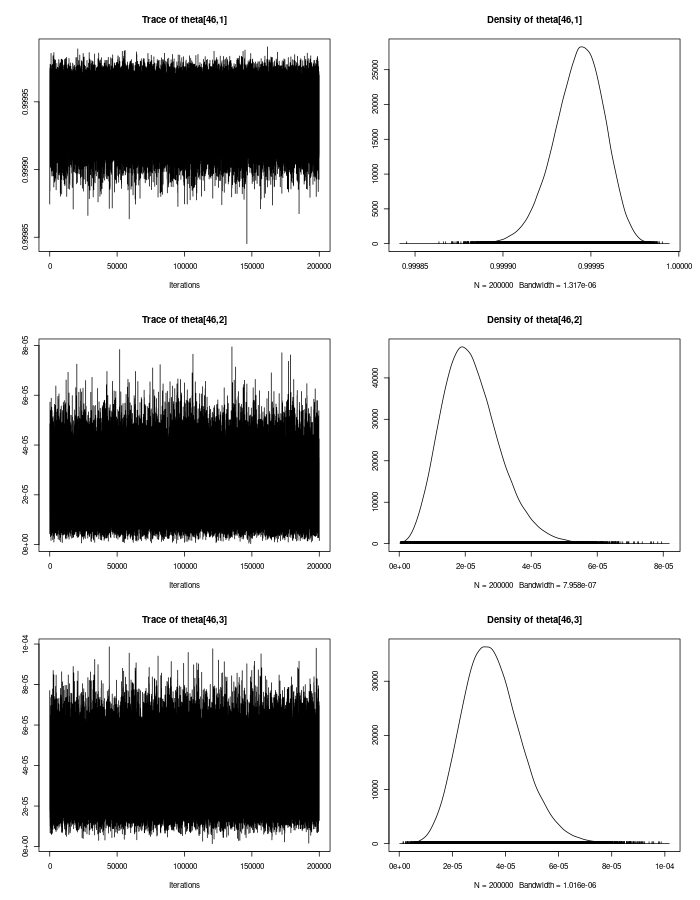 Trace of theta[46,1]
Density of theta[46,1]
0.99985 0.99990 0.99995
0 50000 100000 150000 200000
Iterations
0 5000 10000 15000 20000 25000
0.99985 0.99990 0.99995 1.00000
N = 200000 Bandwidth = 1.317e-06
Trace of theta[46,2]
Density of theta[46,2]
0e+00 2e-05 4e-05 6e-05 8e-05
0 50000 100000 150000 200000
Iterations
0 10000 20000 30000 40000
0e+00 2e-05 4e-05 6e-05 8e-05
N = 200000 Bandwidth = 7.958e-07
Trace of theta[46,3]
Density of theta[46,3]
0e+00 2e-05 4e-05 6e-05 8e-05 1e-04
0 50000 100000 150000 200000
Iterations
0 10000 20000 30000
0e+00 2e-05 4e-05 6e-05 8e-05 1e-04
N = 200000 Bandwidth = 1.016e-06